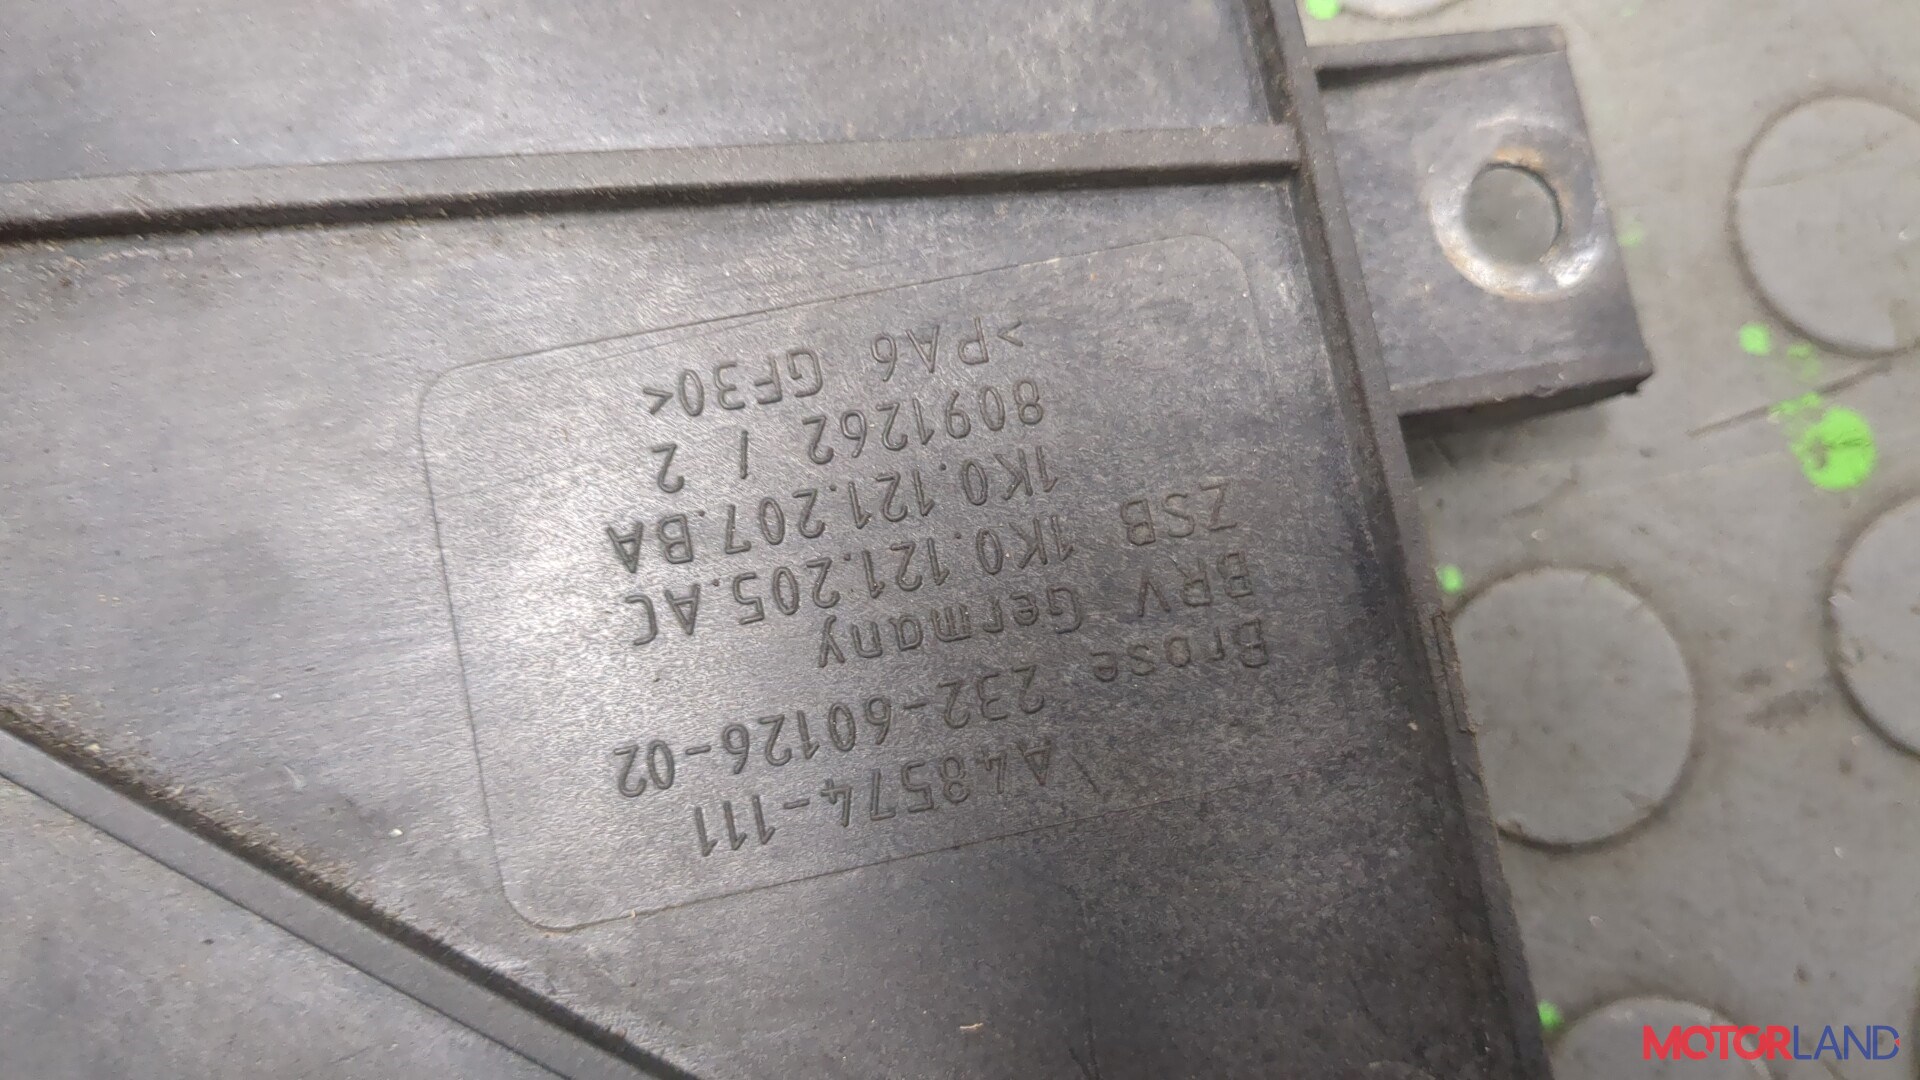 \A48574-111
Brose 232-60126-02
BRV Germany
ZSB 1K0.121.205.AC
1K0.121.207.BA
8091262 / 2
>PA6 GF30<
MOTORLAND